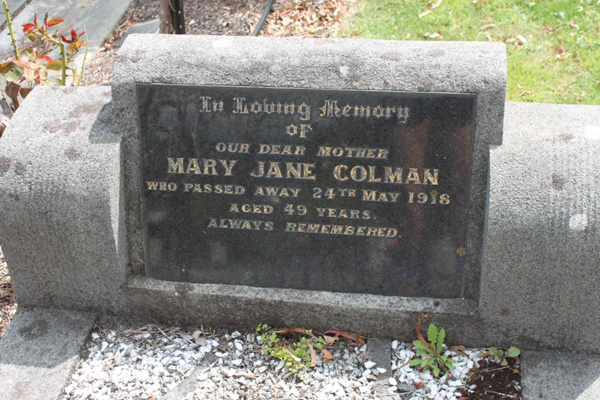 In Loving Memory
of
OUR DEAR MOTHER
MARY JANE COLMAN
WHO PASSED AWAY 24TH MAY 1918
AGED 49 YEARS.
ALWAYS REMEMBERED.